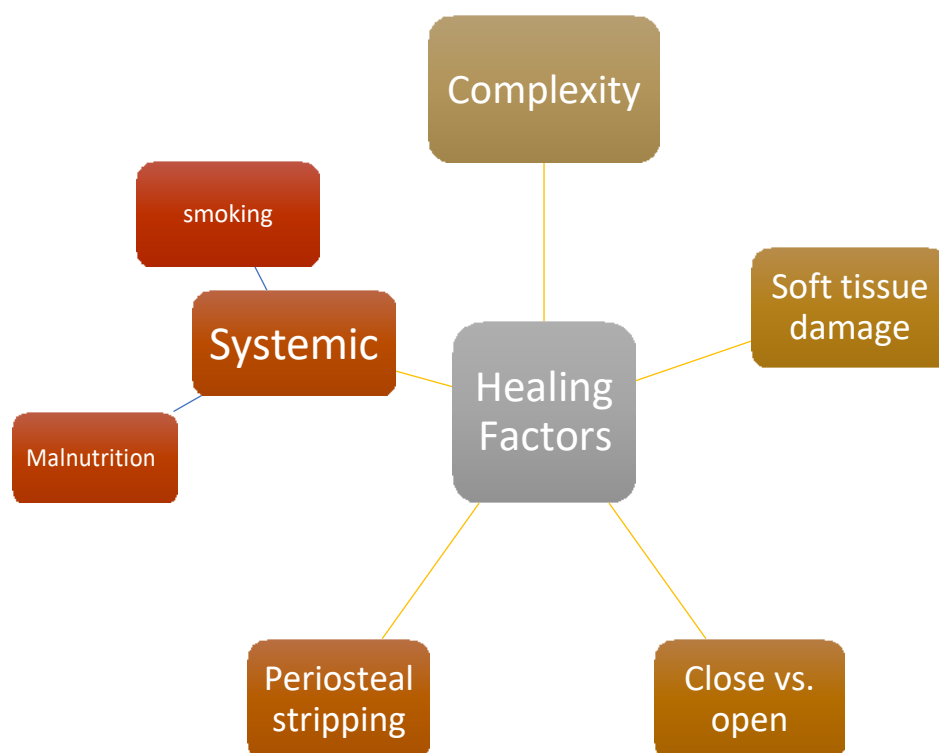 Complexity
smoking
Soft tissue
damage
Systemic
Healing
Factors
Malnutrition
Periosteal
stripping
Close vs.
open